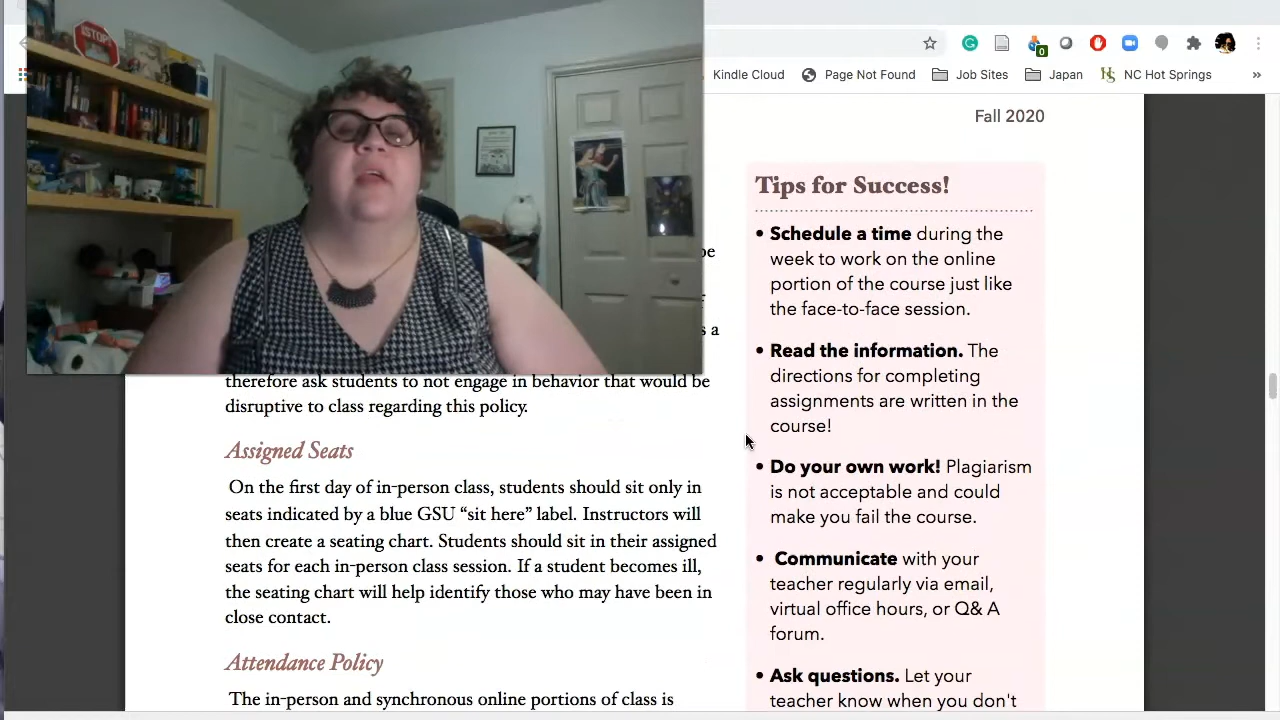 STOP
0
Kindle Cloud
Page Not Found
Job Sites
Japan
HS
NC Hot Springs
»
Fall 2020
be
s a
therefore ask students to not engage in behavior that would be
disruptive to class regarding this policy.
Assigned Seats
On the first day of in-person class, students should sit only in
seats indicated by a blue GSU “sit here” label. Instructors will
then create a seating chart. Students should sit in their assigned
seats for each in-person class session. If a student becomes ill,
the seating chart will help identify those who may have been in
close contact.
Attendance Policy
The in-person and synchronous online portions of class is
Tips for Success!
• Schedule a time during the
week to work on the online
portion of the course just like
the face-to-face session.
• Read the information. The
directions for completing
assignments are written in the
course!
• Do your own work! Plagiarism
is not acceptable and could
make you fail the course.
• Communicate with your
teacher regularly via email,
virtual office hours, or Q& A
forum.
• Ask questions. Let your
teacher know when you don't